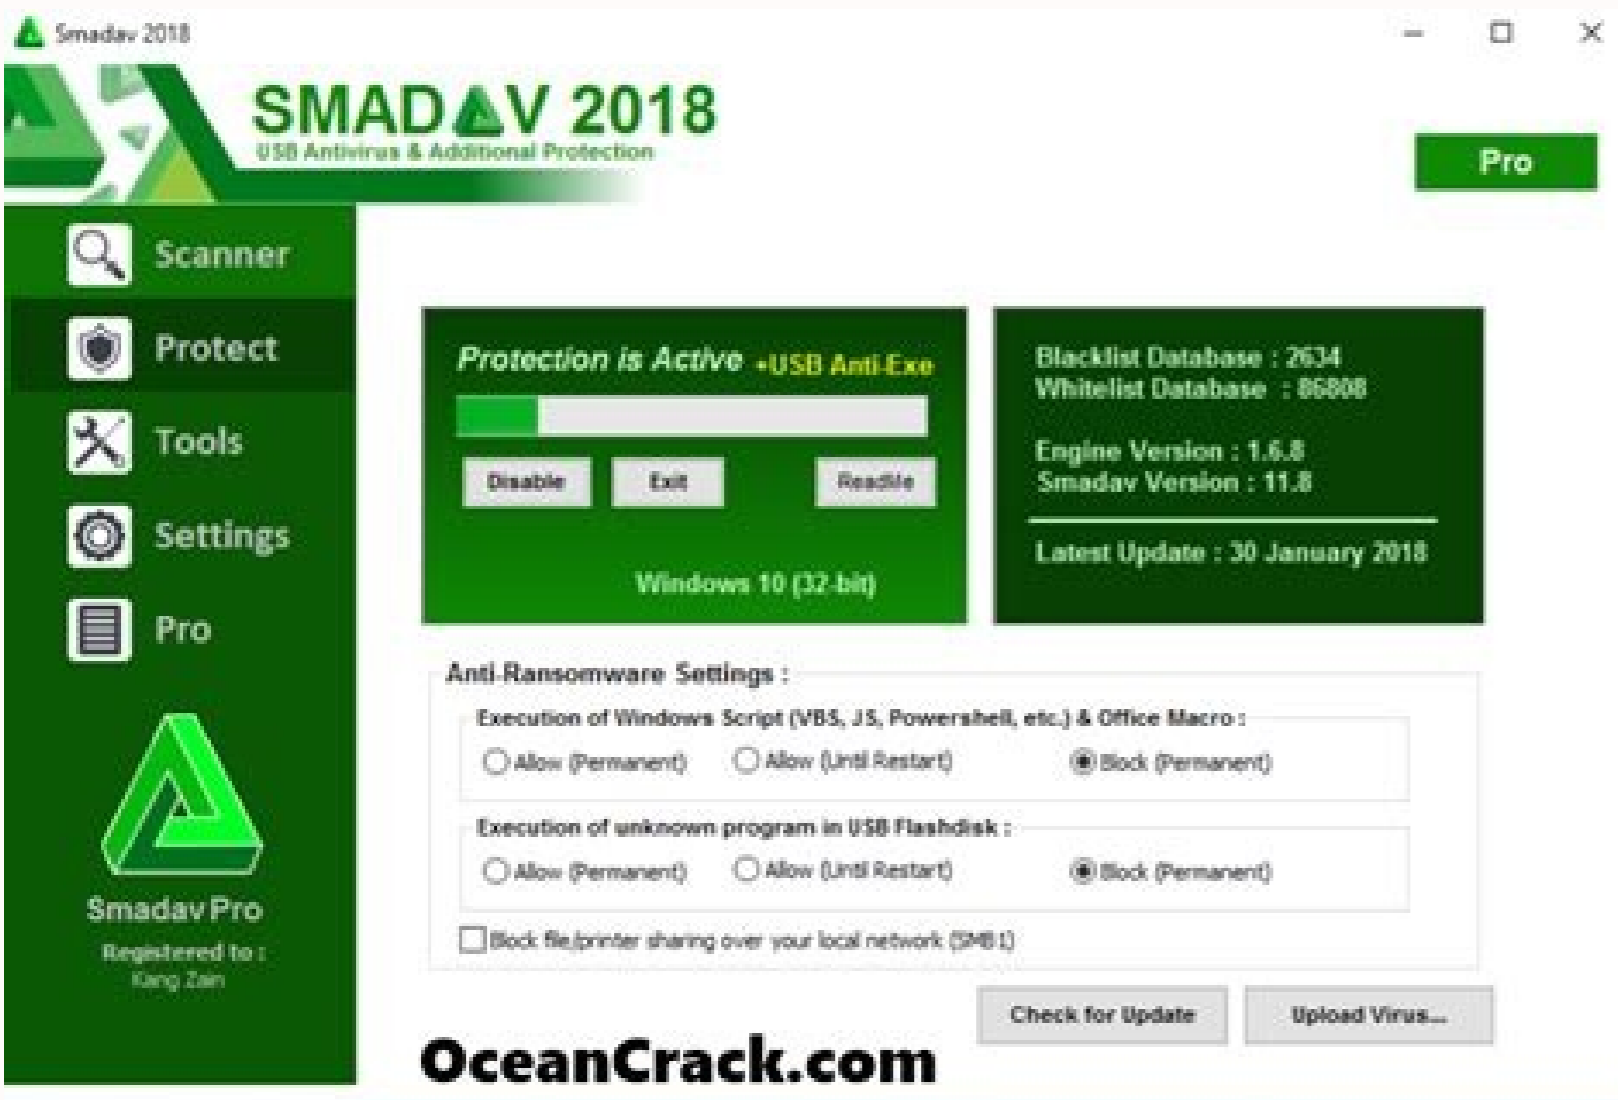 Smadav 2018
SMADAV 2018
USB Antivirus & Additional Protection
Pro
Scanner
Protect
Tools
Settings
Pro
Smadav Pro
Registered to :
Kang Zain
Protection is Active +USB Anti-Exe
Disable
Exit
ReadMe
Windows 10 (32-bit)
Blacklist Database : 2634
Whitelist Database : 86808
Engine Version : 1.6.8
Smadav Version : 11.8
Latest Update : 30 January 2018
Anti-Ransomware Settings :
Execution of Windows Script (VBS, JS, Powershell, etc.) & Office Macro :
Allow (Permanent) Allow (Until Restart) Block (Permanent)
Execution of unknown program in USB Flashdisk :
Allow (Permanent) Allow (Until Restart) Block (Permanent)
Block file/printer sharing over your local network (SMB1)
Check for Update
Upload Virus...
OceanCrack.com